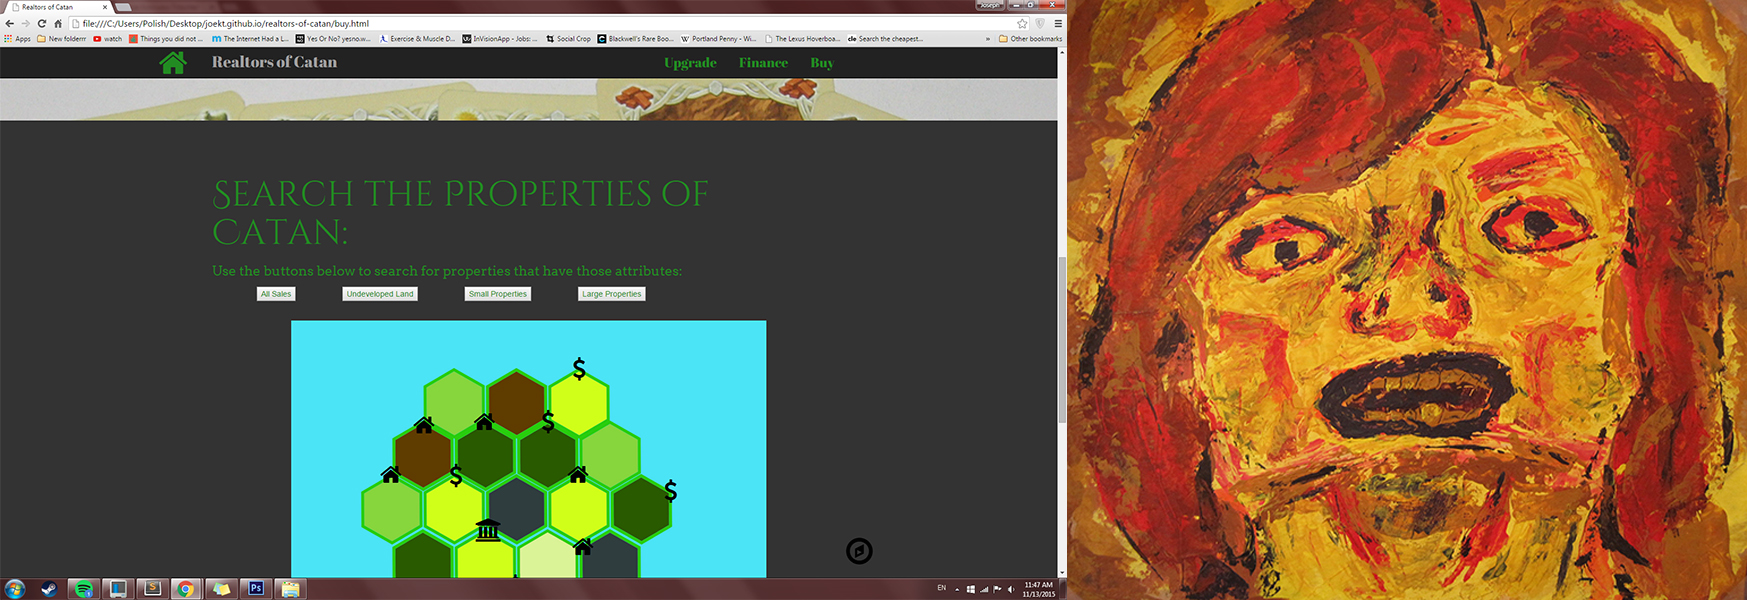 Realtors of Catan
Joseph
file:///C:/Users/Polish/Desktop/joekt.github.io/realtors-of-catan/buy.html
Apps New folderrr watch Things you did not ... The Internet Had a L... Yes Or No? yesno.w... Exercise & Muscle D... InVisionApp - Jobs: ... Social Crop Blackwell's Rare Boo... Portland Penny - Wi... The Lexus Hoverboa... cle Search the cheapest... » Other bookmarks
Realtors of Catan Upgrade Finance Buy
Search the Properties of
Catan:
Use the buttons below to search for properties that have those attributes:
All Sales Undeveloped Land Small Properties Large Properties
$
$
$
$
EN 11:47 AM
11/13/2015